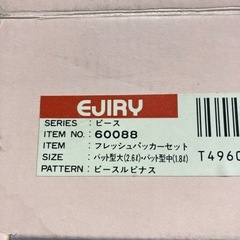 EJIRY
SERIES : ピース
ITEM NO. : 60088
ITEM : フレッシュパッカーセット
SIZE : バット型大(2.6ℓ)・バット型中(1.8ℓ)
PATTERN : ピースルピナス
T4960